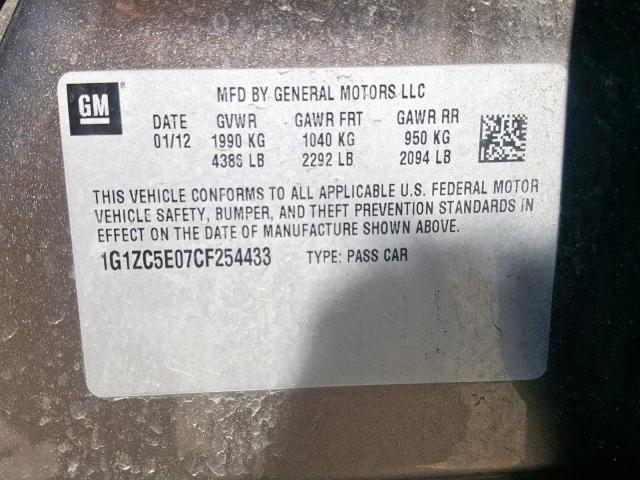 GM ® MFD BY GENERAL MOTORS LLC
DATE GVWR GAWR FRT GAWR RR
01/12 1990 KG 1040 KG 950 KG
4386 LB 2292 LB 2094 LB
THIS VEHICLE CONFORMS TO ALL APPLICABLE U.S. FEDERAL MOTOR
VEHICLE SAFETY, BUMPER, AND THEFT PREVENTION STANDARDS IN
EFFECT ON THE DATE OF MANUFACTURE SHOWN ABOVE.
1G1ZC5E07CF254433 TYPE: PASS CAR